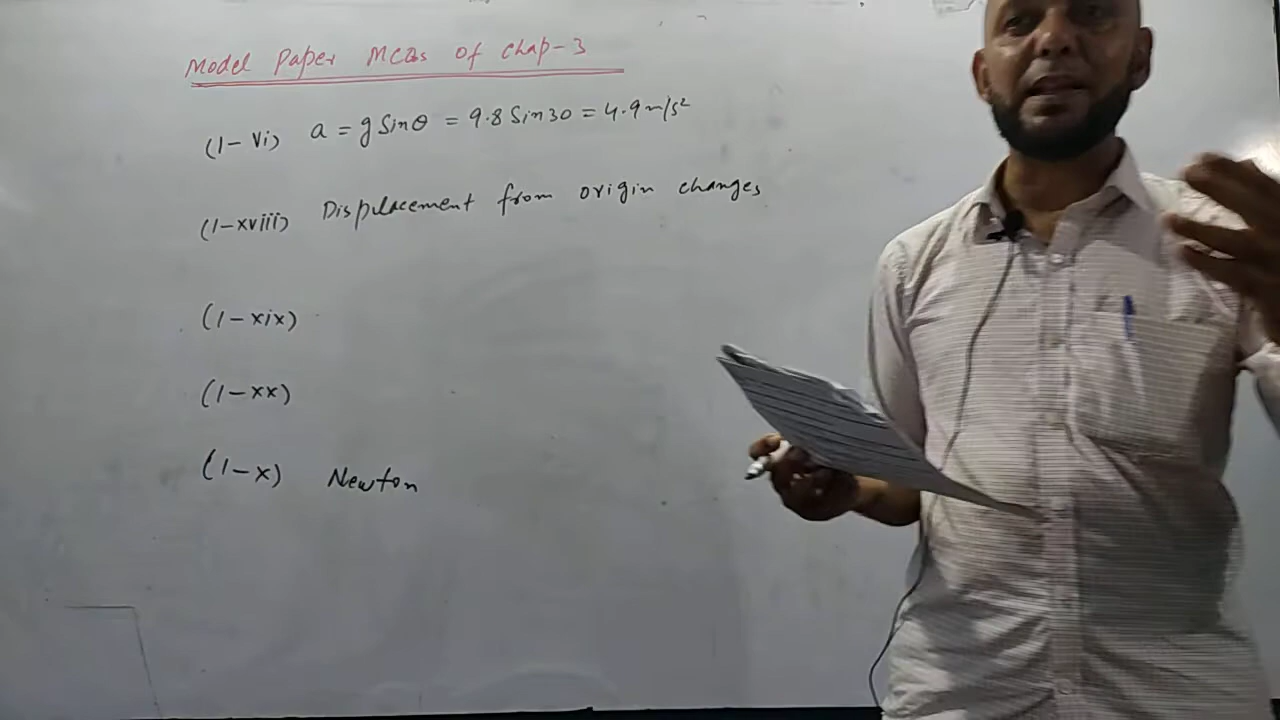 Model Paper MCQs of Chap-3
(1-vi) a = g Sinθ = 9.8 Sin30 = 4.9 m/s²
(1-xviii) Displacement from origin changes
(1-xix)
(1-xx)
(1-x) Newton